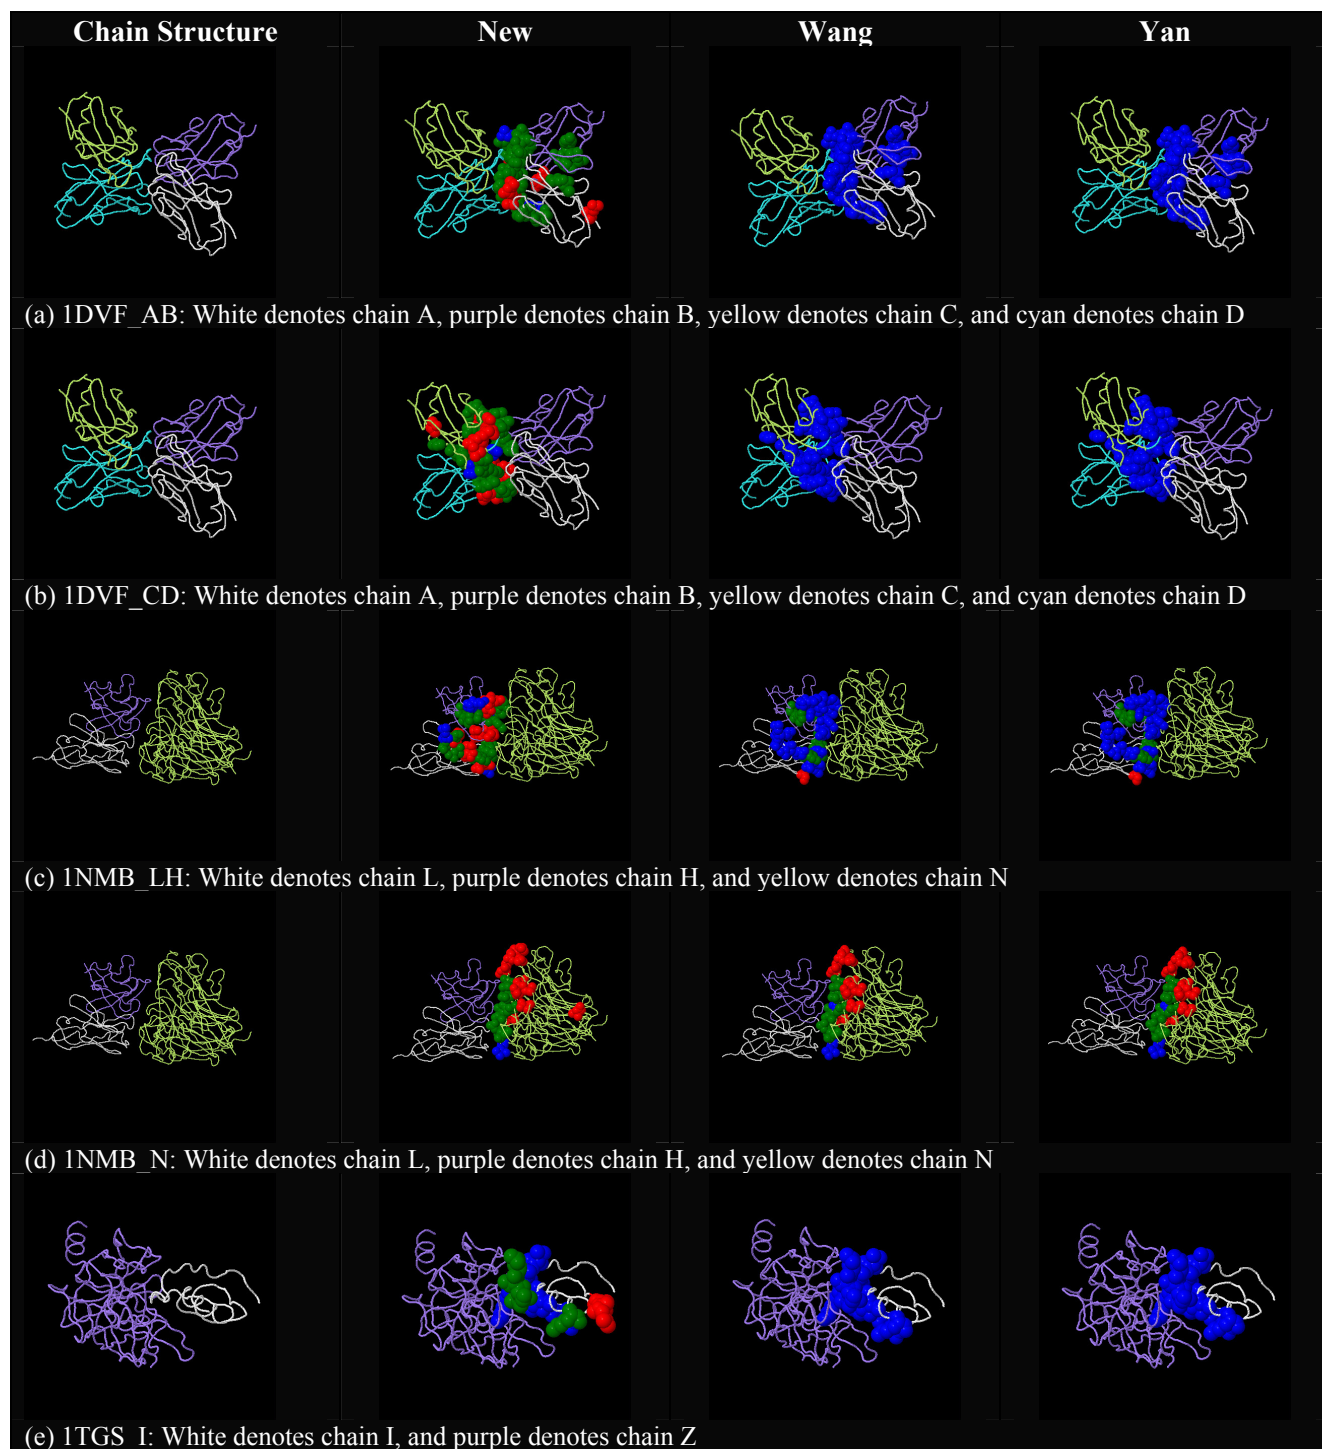 Chain Structure New Wang Yan
(a) 1DVF_AB: White denotes chain A, purple denotes chain B, yellow denotes chain C, and cyan denotes chain D
(b) 1DVF_CD: White denotes chain A, purple denotes chain B, yellow denotes chain C, and cyan denotes chain D
(c) 1NMB_LH: White denotes chain L, purple denotes chain H, and yellow denotes chain N
(d) 1NMB_N: White denotes chain L, purple denotes chain H, and yellow denotes chain N
(e) 1TGS_I: White denotes chain I, and purple denotes chain Z